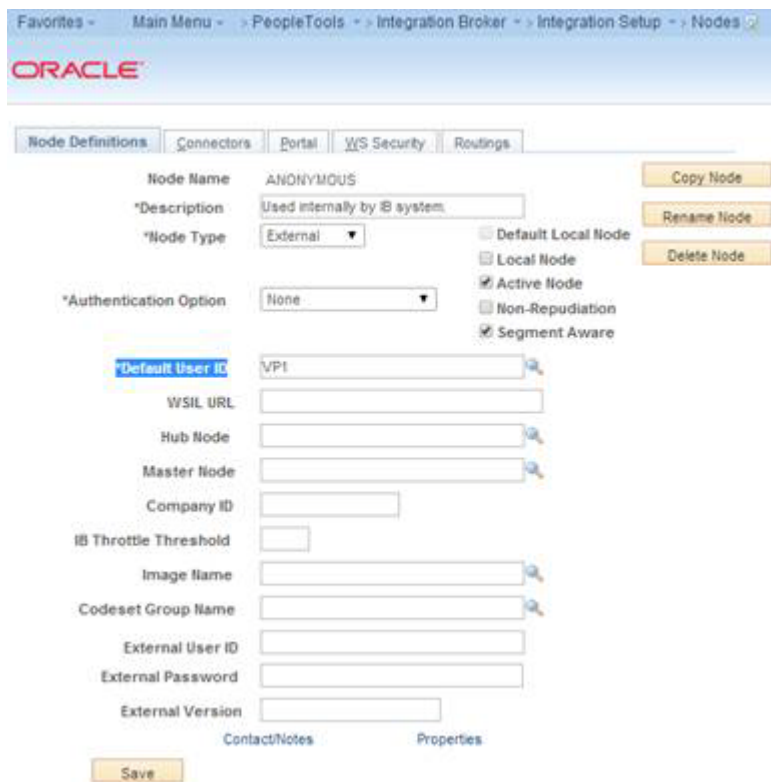 Favorites Main Menu > PeopleTools > Integration Broker > Integration Setup > Nodes
ORACLE
Node Definitions Connectors Portal WS Security Routings
Node Name ANONYMOUS Copy Node
*Description Used internally by IB system. Rename Node
*Node Type External Default Local Node
Local Node Delete Node
Active Node
*Authentication Option None
Non-Repudiation
Segment Aware
*Default User ID VP1
WSIL URL
Hub Node
Master Node
Company ID
IB Throttle Threshold
Image Name
Codeset Group Name
External User ID
External Password
External Version
Contact/Notes Properties
Save